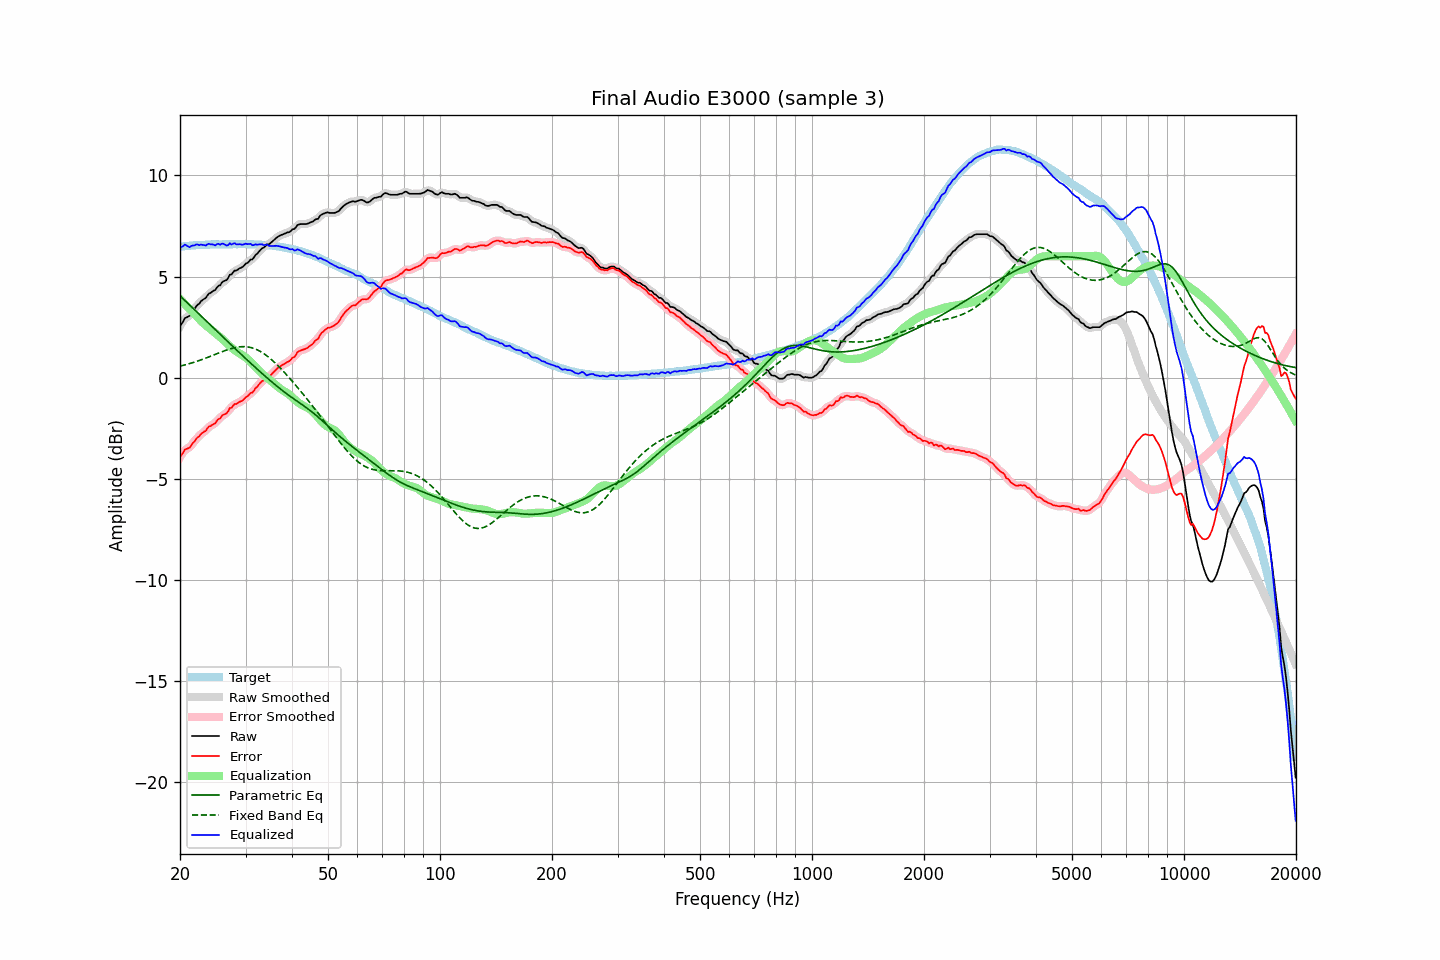 Final Audio E3000 (sample 3)
Amplitude (dBr)
10
5
0
−5
−10
−15
−20
Target
Raw Smoothed
Error Smoothed
Raw
Error
Equalization
Parametric Eq
Fixed Band Eq
Equalized
20 50 100 200 500 1000 2000 5000 10000 20000
Frequency (Hz)